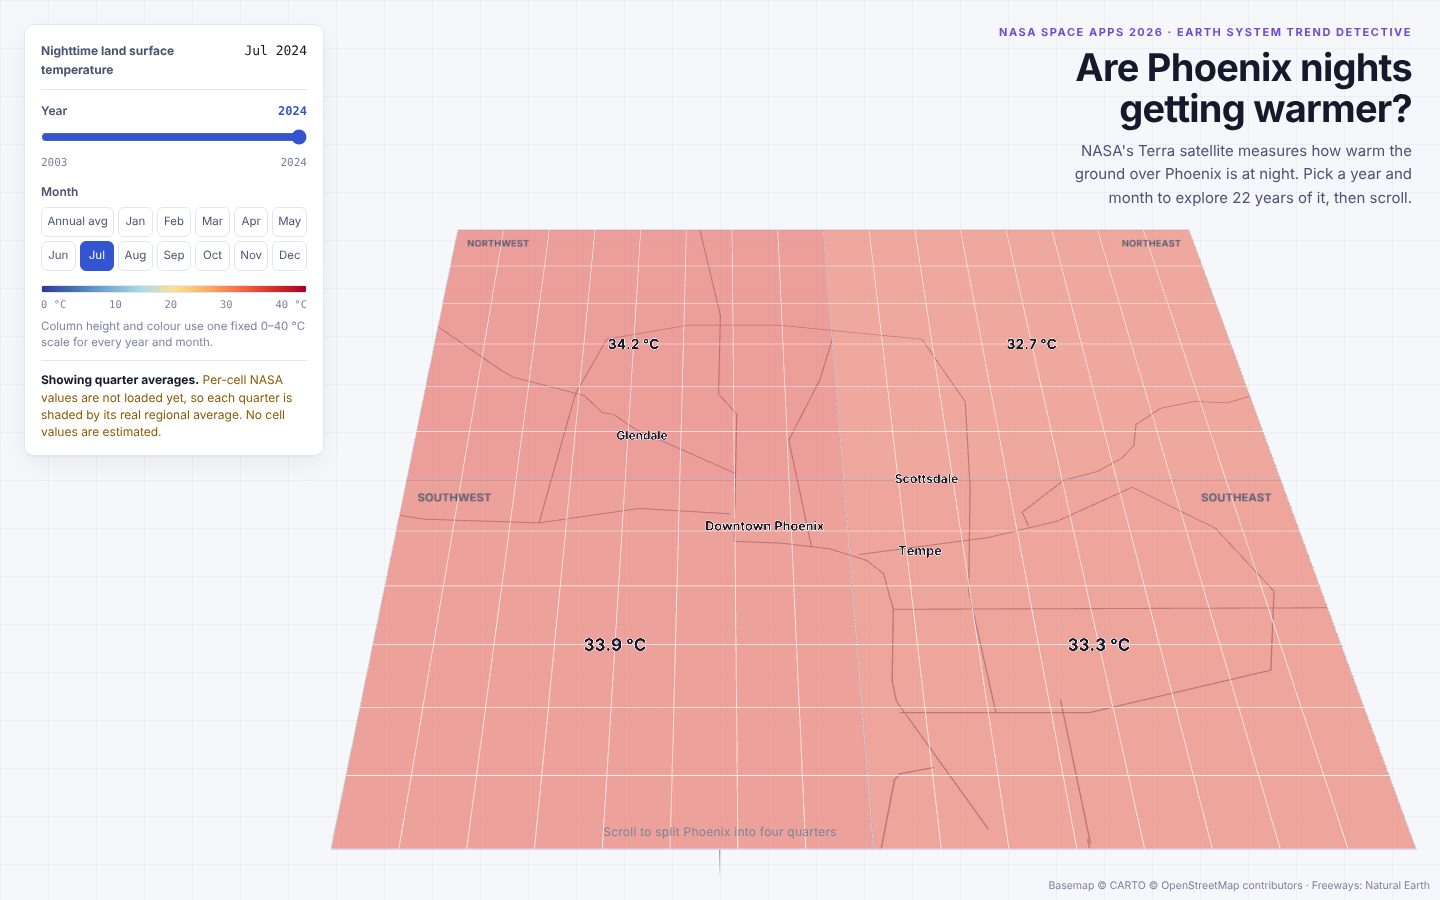 Nighttime land surface
temperature
Jul 2024
Year
2024
2003
2024
Month
Annual avg
Jan
Feb
Mar
Apr
May
Jun
Jul
Aug
Sep
Oct
Nov
Dec
0 °C
10
20
30
40 °C
Column height and colour use one fixed 0–40 °C
scale for every year and month.
Showing quarter averages. Per-cell NASA
values are not loaded yet, so each quarter is
shaded by its real regional average. No cell
values are estimated.
NASA SPACE APPS 2026 · EARTH SYSTEM TREND DETECTIVE
Are Phoenix nights
getting warmer?
NASA's Terra satellite measures how warm the
ground over Phoenix is at night. Pick a year and
month to explore 22 years of it, then scroll.
NORTHWEST
NORTHEAST
34.2 °C
32.7 °C
Glendale
Scottsdale
SOUTHWEST
SOUTHEAST
Downtown Phoenix
Tempe
33.9 °C
33.3 °C
Scroll to split Phoenix into four quarters
Basemap © CARTO © OpenStreetMap contributors · Freeways: Natural Earth